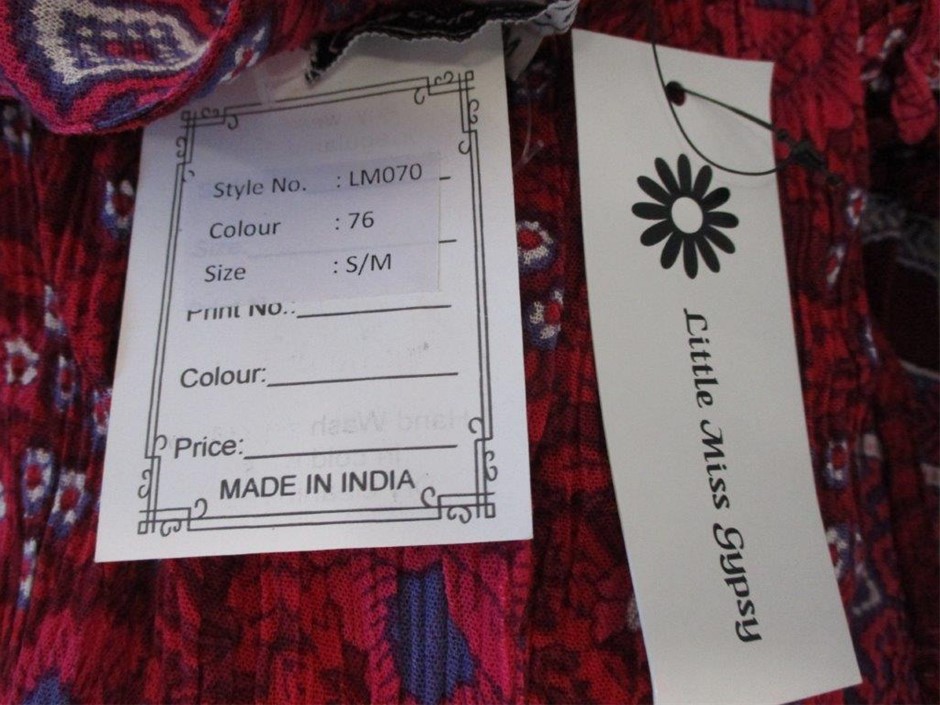 Style No. : LM070
Colour : 76
Size : S/M
Print No.:
Colour:
Price:
MADE IN INDIA
Little Miss Gypsy